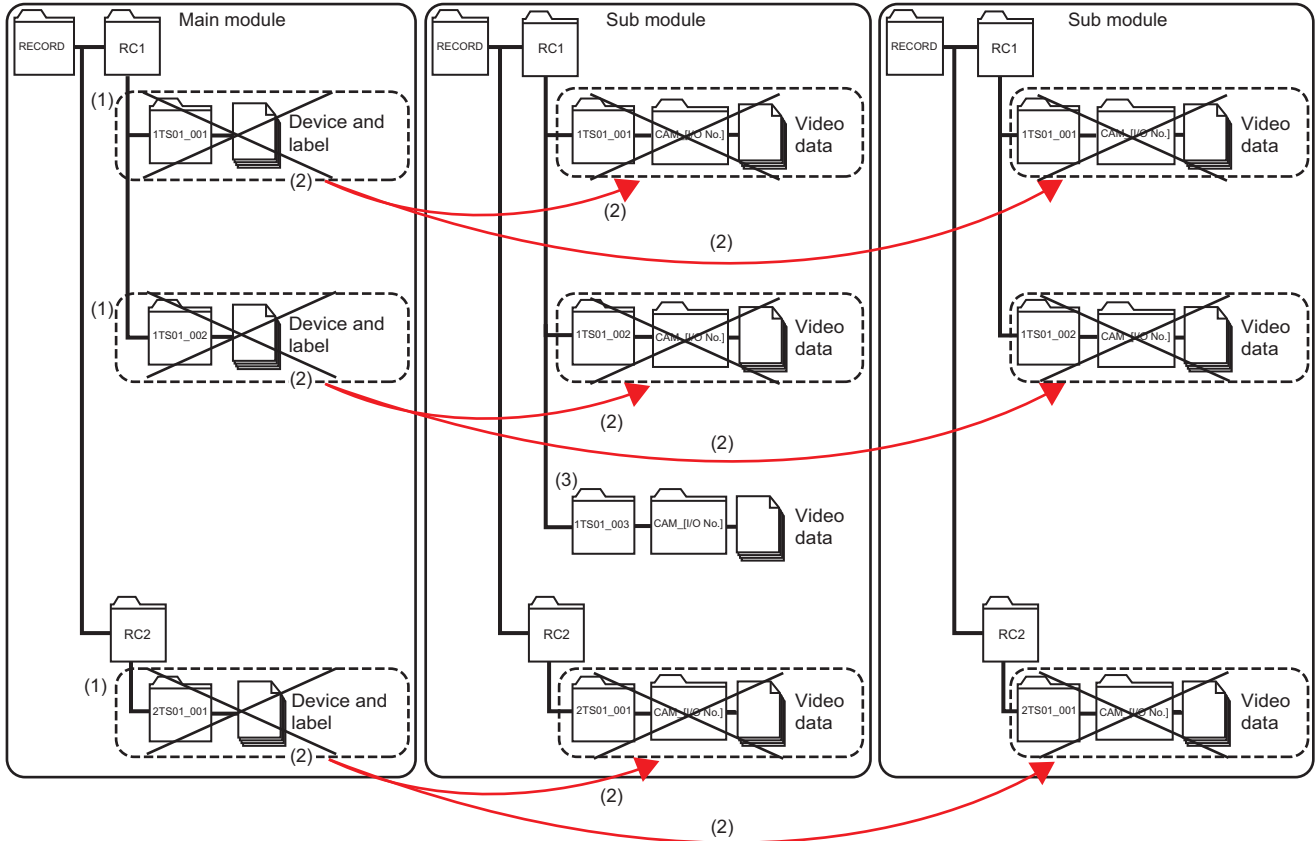 Main module
RECORD
RC1
(1)
1TS01_001
Device and
label
(2)
(1)
1TS01_002
Device and
label
(2)
RC2
(1)
2TS01_001
Device and
label
(2)
Sub module
RECORD
RC1
1TS01_001
CAM_[I/O No.]
Video
data
(2)
(2)
1TS01_002
CAM_[I/O No.]
Video
data
(2)
(2)
(3)
1TS01_003
CAM_[I/O No.]
Video
data
RC2
2TS01_001
CAM_[I/O No.]
Video
data
(2)
(2)
Sub module
RECORD
RC1
1TS01_001
CAM_[I/O No.]
Video
data
1TS01_002
CAM_[I/O No.]
Video
data
RC2
2TS01_001
CAM_[I/O No.]
Video
data